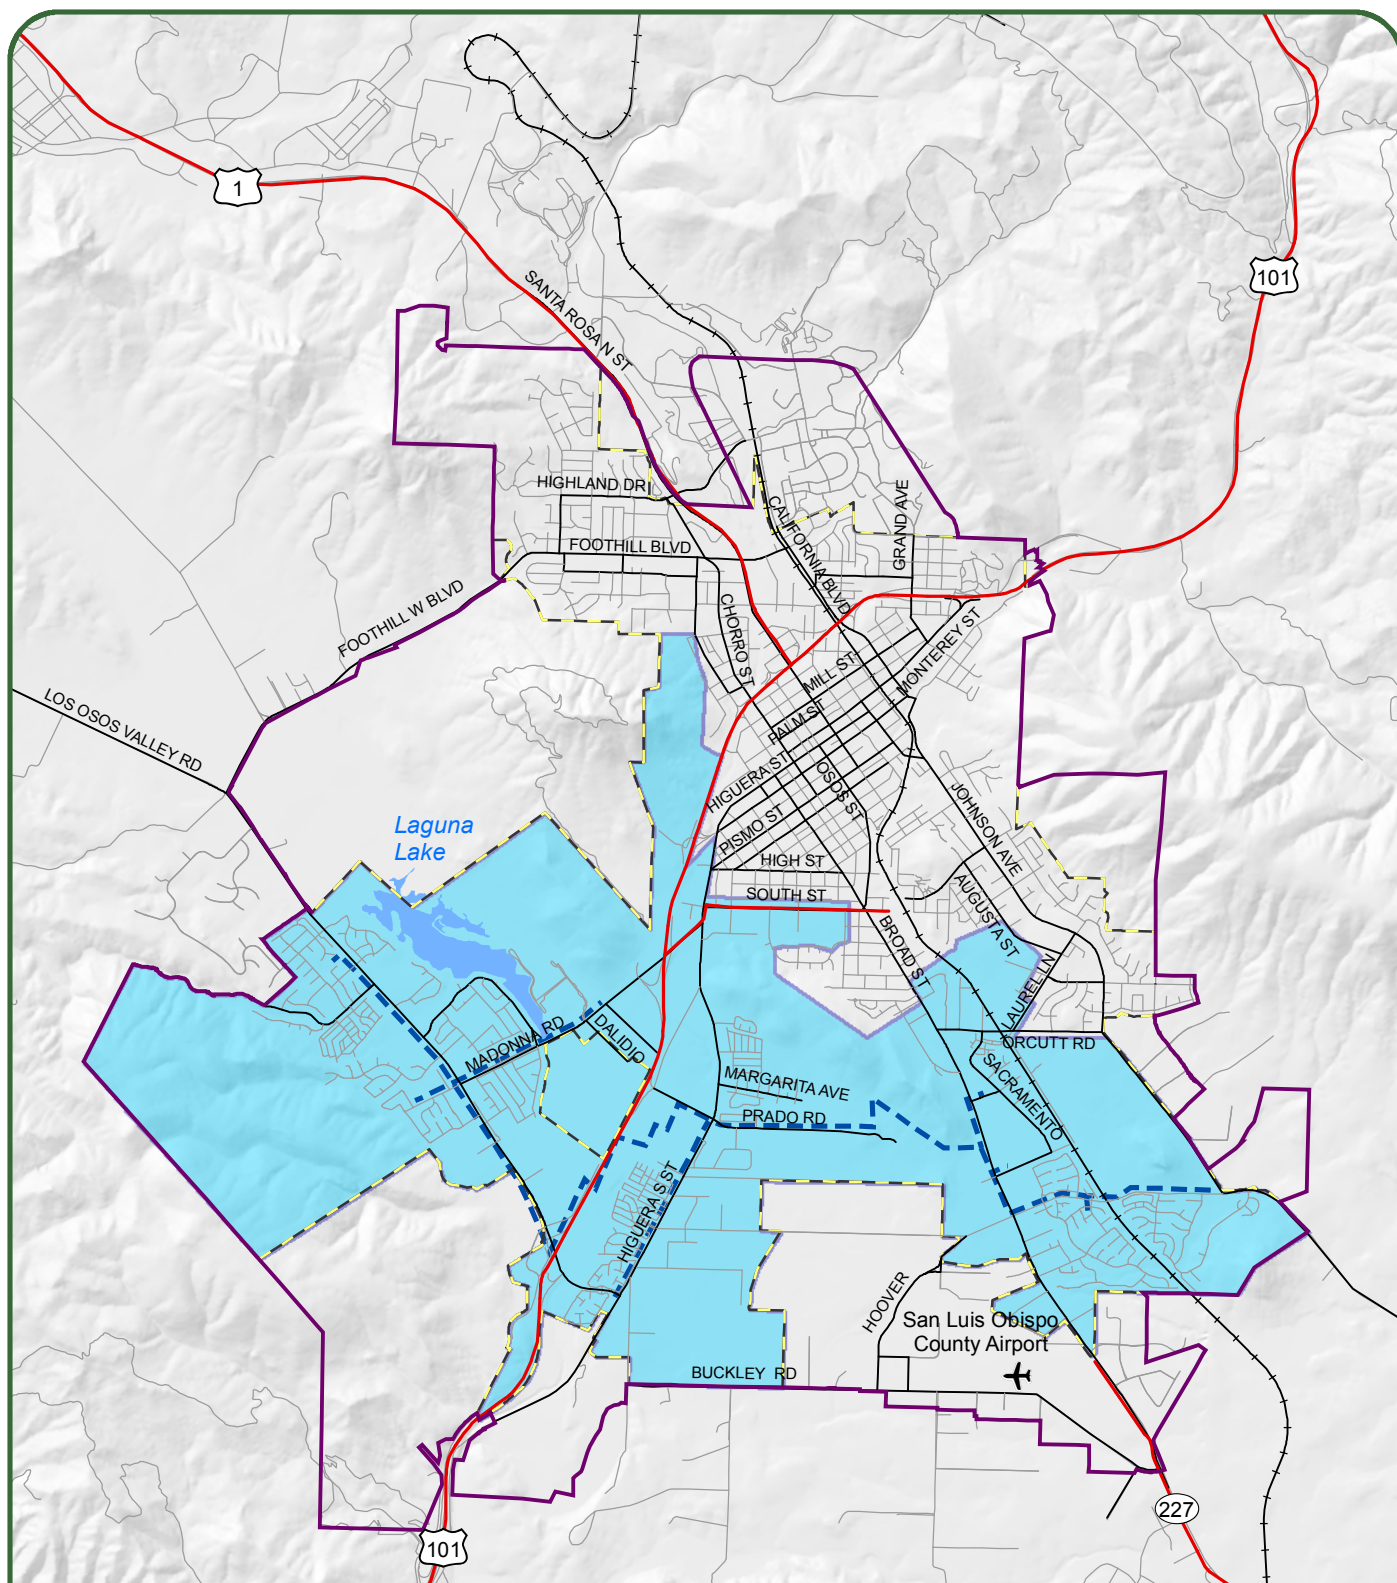 1
101
SANTA ROSA N ST
HIGHLAND DR
CALIFORNIA BLVD
GRAND AVE
FOOTHILL BLVD
FOOTHILL W BLVD
CHORRO ST
MONTEREY ST
MILL ST
LOS OSOS VALLEY RD
PALM ST
HIGUERA ST
OSOS ST
JOHNSON AVE
Laguna
Lake
PISMO ST
HIGH ST
SOUTH ST
AUGUSTA ST
BROAD ST
LAUREL LN
MADONNA RD
DALIDIO
ORCUTT RD
SACRAMENTO
MARGARITA AVE
PRADO RD
HIGUERA S ST
HOOVER
San Luis Obispo
County Airport
BUCKLEY RD
227
101